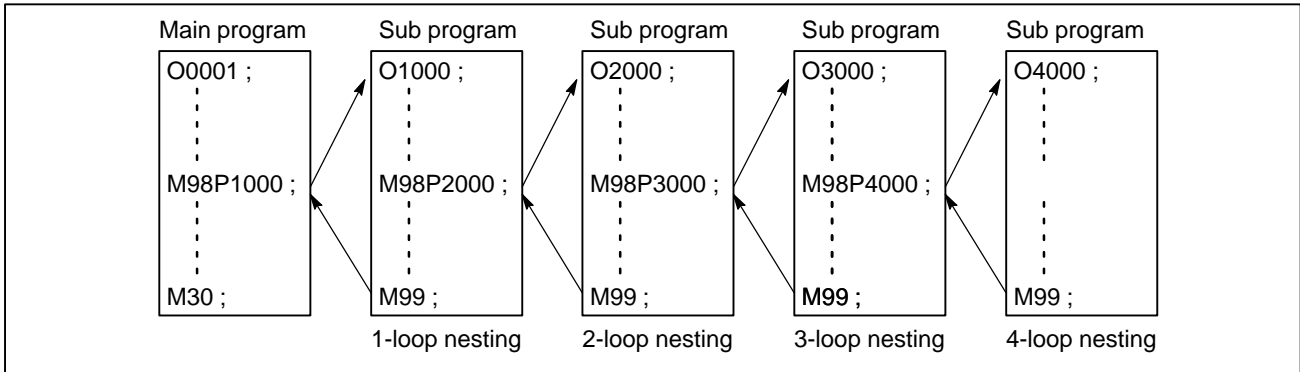 Main program
O0001 ;
M98P1000 ;
M30 ;
Sub program
O1000 ;
M98P2000 ;
M99 ;
1-loop nesting
Sub program
O2000 ;
M98P3000 ;
M99 ;
2-loop nesting
Sub program
O3000 ;
M98P4000 ;
M99 ;
3-loop nesting
Sub program
O4000 ;
M99 ;
4-loop nesting